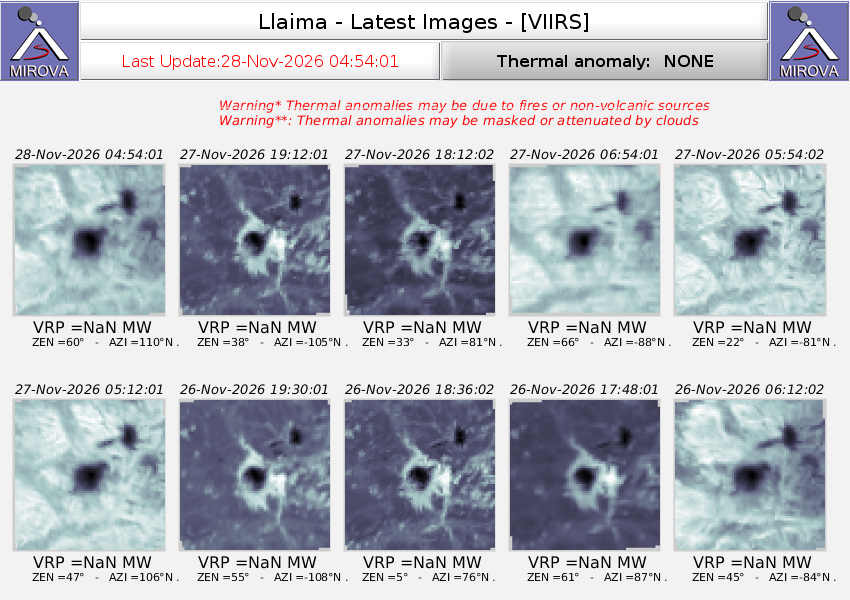 Llaima - Latest Images - [VIIRS]
MIROVA
Last Update:28-Nov-2026 04:54:01
Thermal anomaly: NONE
MIROVA
Warning* Thermal anomalies may be due to fires or non-volcanic sources
Warning**: Thermal anomalies may be masked or attenuated by clouds
28-Nov-2026 04:54:01 27-Nov-2026 19:12:01 27-Nov-2026 18:12:02 27-Nov-2026 06:54:01 27-Nov-2026 05:54:02
VRP =NaN MW VRP =NaN MW VRP =NaN MW VRP =NaN MW VRP =NaN MW
ZEN =60° - AZI =110°N . ZEN =38° - AZI =-105°N . ZEN =33° - AZI =81°N . ZEN =66° - AZI =-88°N . ZEN =22° - AZI =-81°N .
27-Nov-2026 05:12:01 26-Nov-2026 19:30:01 26-Nov-2026 18:36:02 26-Nov-2026 17:48:01 26-Nov-2026 06:12:02
VRP =NaN MW VRP =NaN MW VRP =NaN MW VRP =NaN MW VRP =NaN MW
ZEN =47° - AZI =106°N . ZEN =55° - AZI =-108°N . ZEN =5° - AZI =76°N . ZEN =61° - AZI =87°N . ZEN =45° - AZI =-84°N .